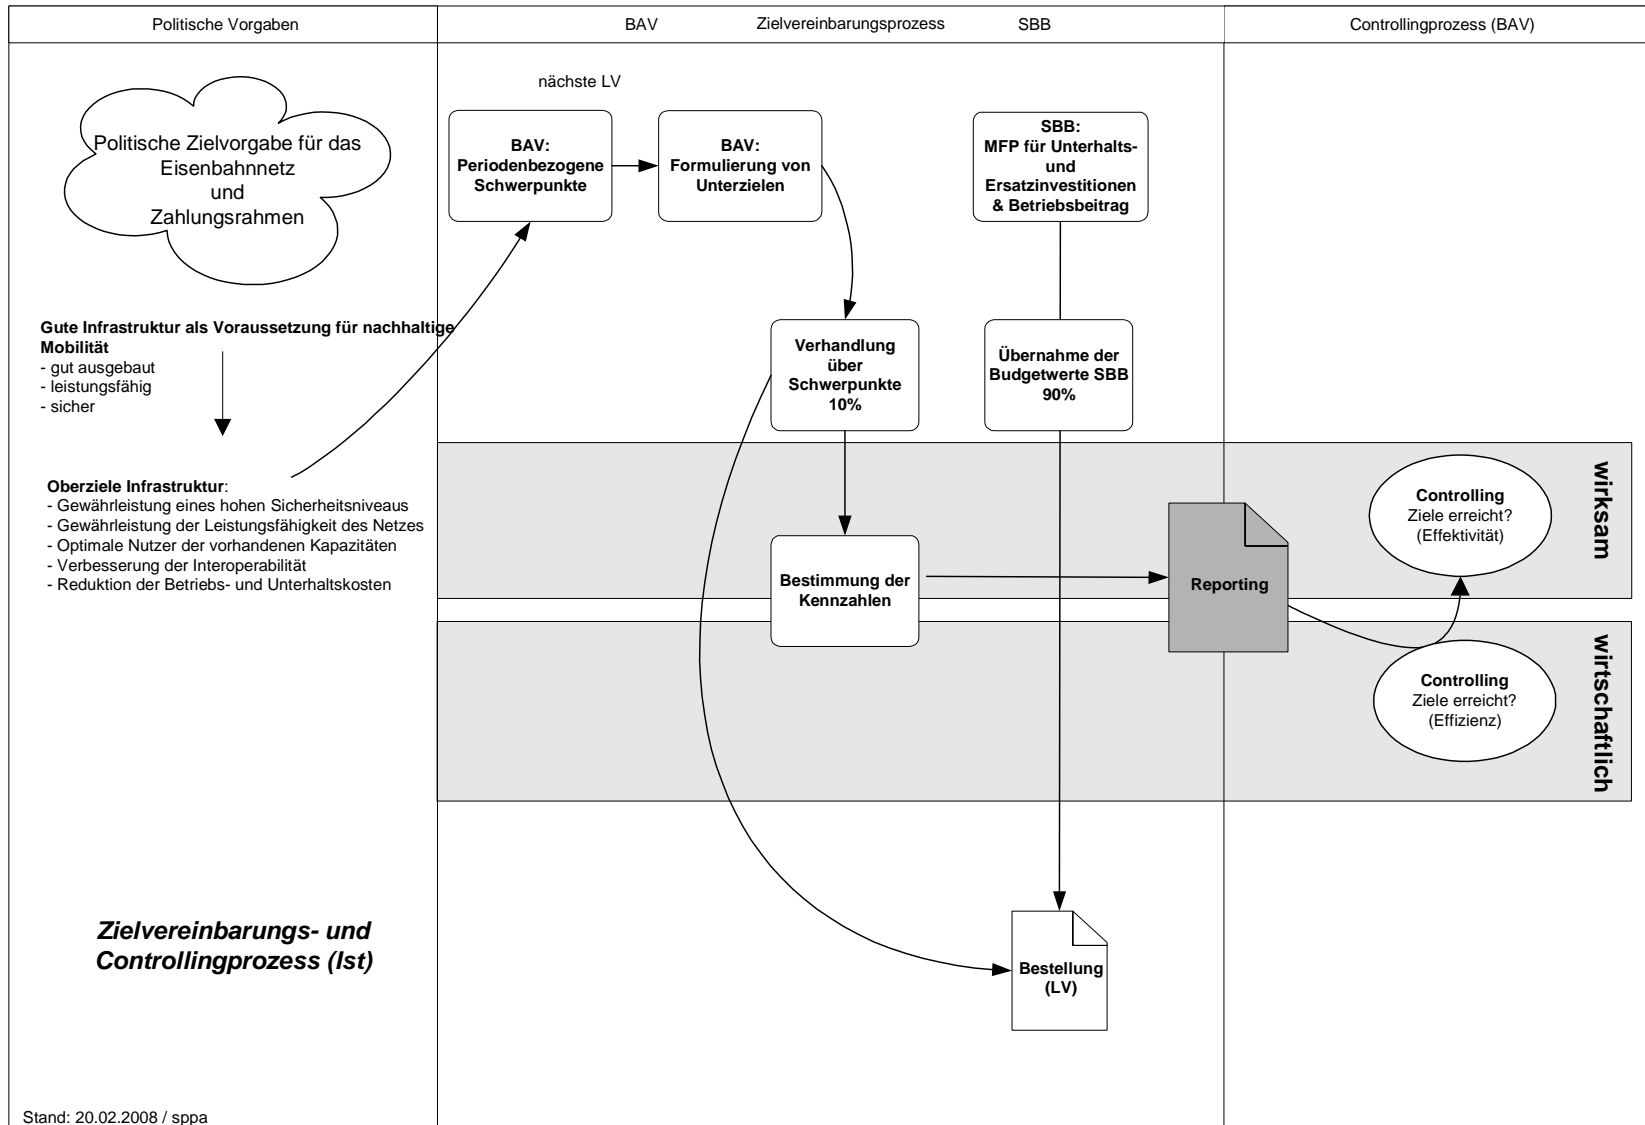 Politische Vorgaben
BAV
Zielvereinbarungsprozess
SBB
Controllingprozess (BAV)
Politische Zielvorgabe für das
Eisenbahnnetz
und
Zahlungsrahmen
Gute Infrastruktur als Voraussetzung für nachhaltige
Mobilität
- gut ausgebaut
- leistungsfähig
- sicher
Oberziele Infrastruktur:
- Gewährleistung eines hohen Sicherheitsniveaus
- Gewährleistung der Leistungsfähigkeit des Netzes
- Optimale Nutzer der vorhandenen Kapazitäten
- Verbesserung der Interoperabilität
- Reduktion der Betriebs- und Unterhaltskosten
Zielvereinbarungs- und
Controllingprozess (Ist)
Stand: 20.02.2008 / sppa
nächste LV
BAV:
Periodenbezogene
Schwerpunkte
BAV:
Formulierung von
Unterzielen
SBB:
MFP für Unterhalts-
und
Ersatzinvestitionen
& Betriebsbeitrag
Verhandlung
über
Schwerpunkte
10%
Übernahme der
Budgetwerte SBB
90%
Bestimmung der
Kennzahlen
Reporting
Bestellung
(LV)
Controlling
Ziele erreicht?
(Effektivität)
wirksam
Controlling
Ziele erreicht?
(Effizienz)
wirtschaftlich